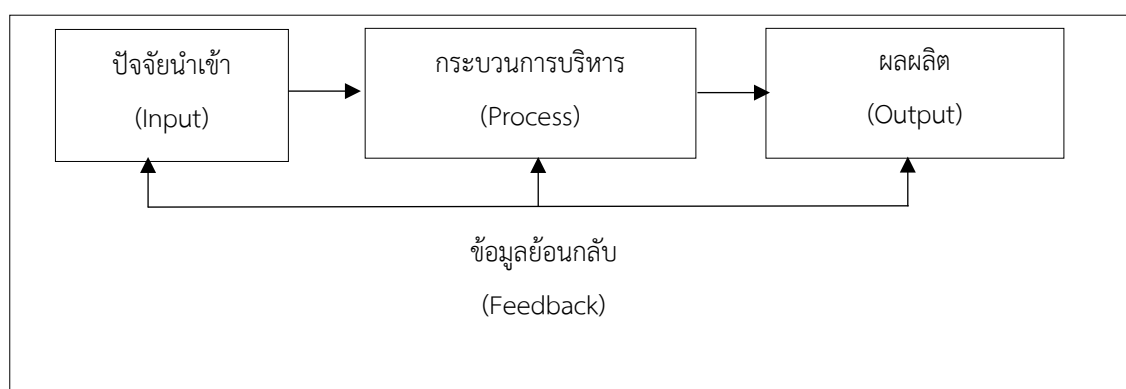 ปัจจัยนำเข้า
(Input)
กระบวนการบริหาร
(Process)
ผลผลิต
(Output)
ข้อมูลย้อนกลับ
(Feedback)